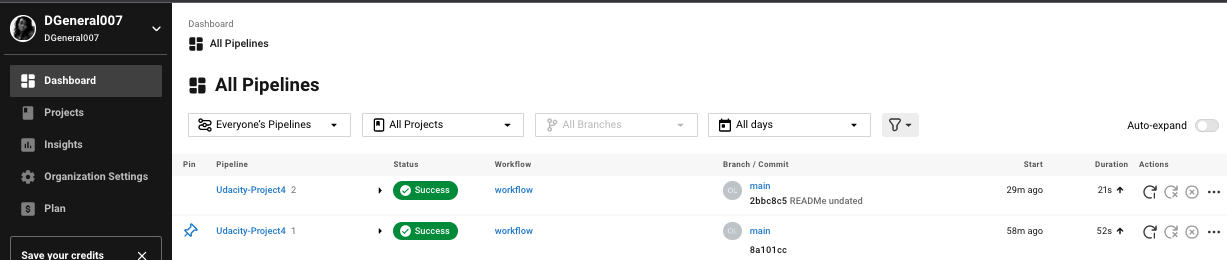 DGeneral007
DGeneral007
Dashboard
Projects
Insights
Organization Settings
Plan
Save your credits
Dashboard
All Pipelines
All Pipelines
Everyone's Pipelines
All Projects
All Branches
All days
Auto-expand
Pin Pipeline Status Workflow Branch / Commit Start Duration Actions
Udacity-Project4 2 Success workflow OL main 29m ago 21s
2bbc8c5 READMe undated
Udacity-Project4 1 Success workflow OL main 58m ago 52s
8a101cc